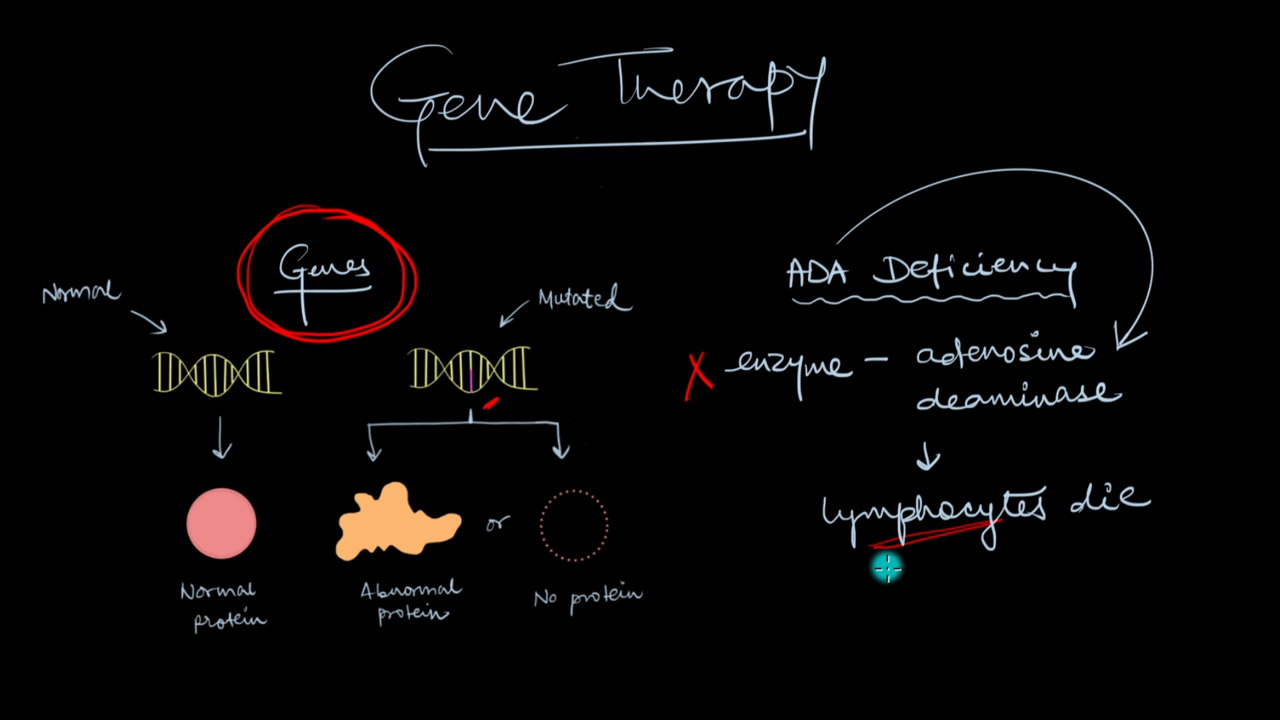 Gene Therapy
Genes
Normal
Mutated
or
Normal
protein
Abnormal
protein
No protein
ADA Deficiency
X enzyme - adenosine
deaminase
lymphocytes die